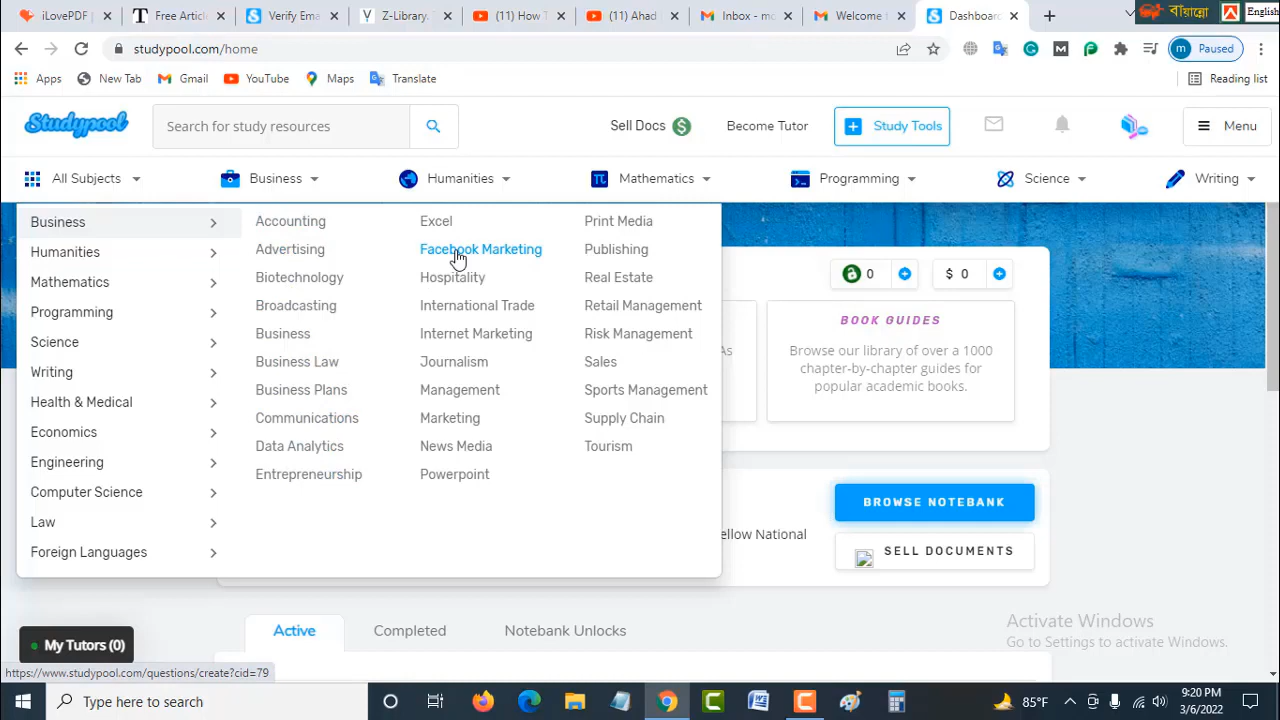 iLovePDF
Free Article
Verify Ema
Z-Library.
(11) How
(11) Ahad
Inbox - mo
Welcome
Dashboar
বায়ান্নো
English
studypool.com/home
m Paused
Apps
New Tab
Gmail
YouTube
Maps
Translate
Reading list
Studypool
Search for study resources
Sell Docs
Become Tutor
Study Tools
Menu
All Subjects
Business
Humanities
Mathematics
Programming
Science
Writing
Business
Humanities
Mathematics
Programming
Science
Writing
Health & Medical
Economics
Engineering
Computer Science
Law
Foreign Languages
Accounting
Advertising
Biotechnology
Broadcasting
Business
Business Law
Business Plans
Communications
Data Analytics
Entrepreneurship
Excel
Facebook Marketing
Hospitality
International Trade
Internet Marketing
Journalism
Management
Marketing
News Media
Powerpoint
Print Media
Publishing
Real Estate
Retail Management
Risk Management
Sales
Sports Management
Supply Chain
Tourism
0
$ 0
As
BOOK GUIDES
Browse our library of over a 1000
chapter-by-chapter guides for
popular academic books.
ellow National
BROWSE NOTEBANK
SELL DOCUMENTS
Active
Completed
Notebank Unlocks
My Tutors (0)
Activate Windows
Go to Settings to activate Windows.
https://www.studypool.com/questions/create?cid=79
Type here to search
85°F
9:20 PM
3/6/2022